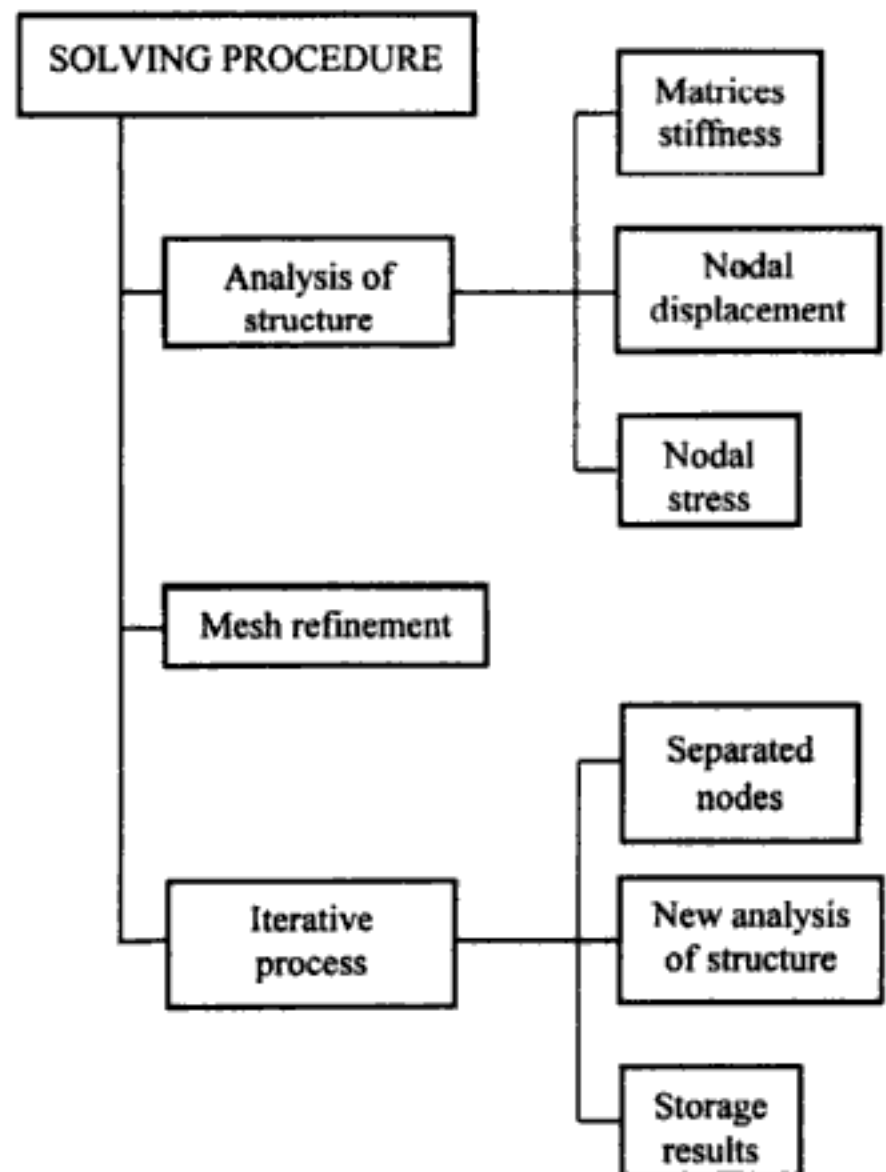 SOLVING PROCEDURE
Matrices
stiffness
Analysis of
structure
Nodal
displacement
Nodal
stress
Mesh refinement
Separated
nodes
Iterative
process
New analysis
of structure
Storage
results